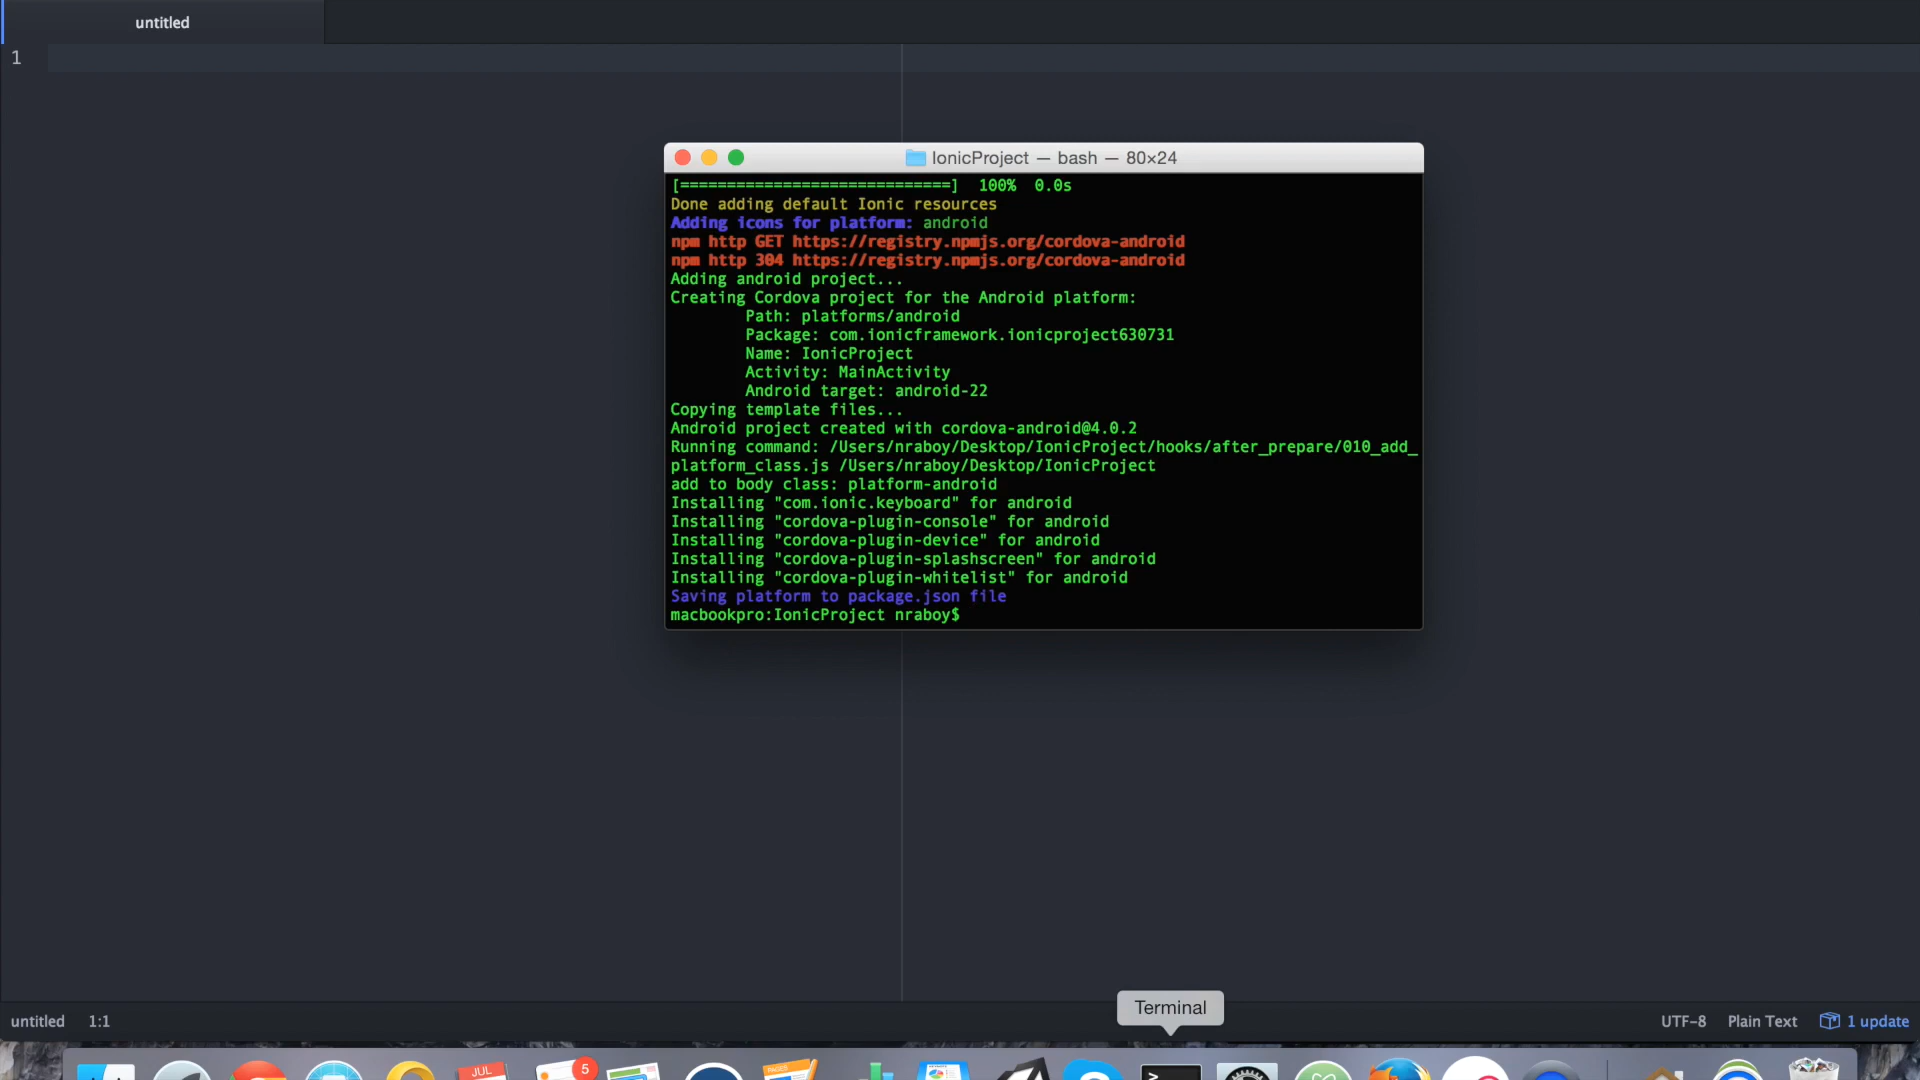 untitled
1
IonicProject — bash — 80×24
[=============================]  100%  0.0s
Done adding default Ionic resources
Adding icons for platform: android
npm http GET https://registry.npmjs.org/cordova-android
npm http 304 https://registry.npmjs.org/cordova-android
Adding android project...
Creating Cordova project for the Android platform:
Path: platforms/android
Package: com.ionicframework.ionicproject630731
Name: IonicProject
Activity: MainActivity
Android target: android-22
Copying template files...
Android project created with cordova-android@4.0.2
Running command: /Users/nraboy/Desktop/IonicProject/hooks/after_prepare/010_add_
platform_class.js /Users/nraboy/Desktop/IonicProject
add to body class: platform-android
Installing "com.ionic.keyboard" for android
Installing "cordova-plugin-console" for android
Installing "cordova-plugin-device" for android
Installing "cordova-plugin-splashscreen" for android
Installing "cordova-plugin-whitelist" for android
Saving platform to package.json file
macbookpro:IonicProject nraboy$
Terminal
untitled 1:1 UTF-8 Plain Text 1 update
JUL 5 PAGES